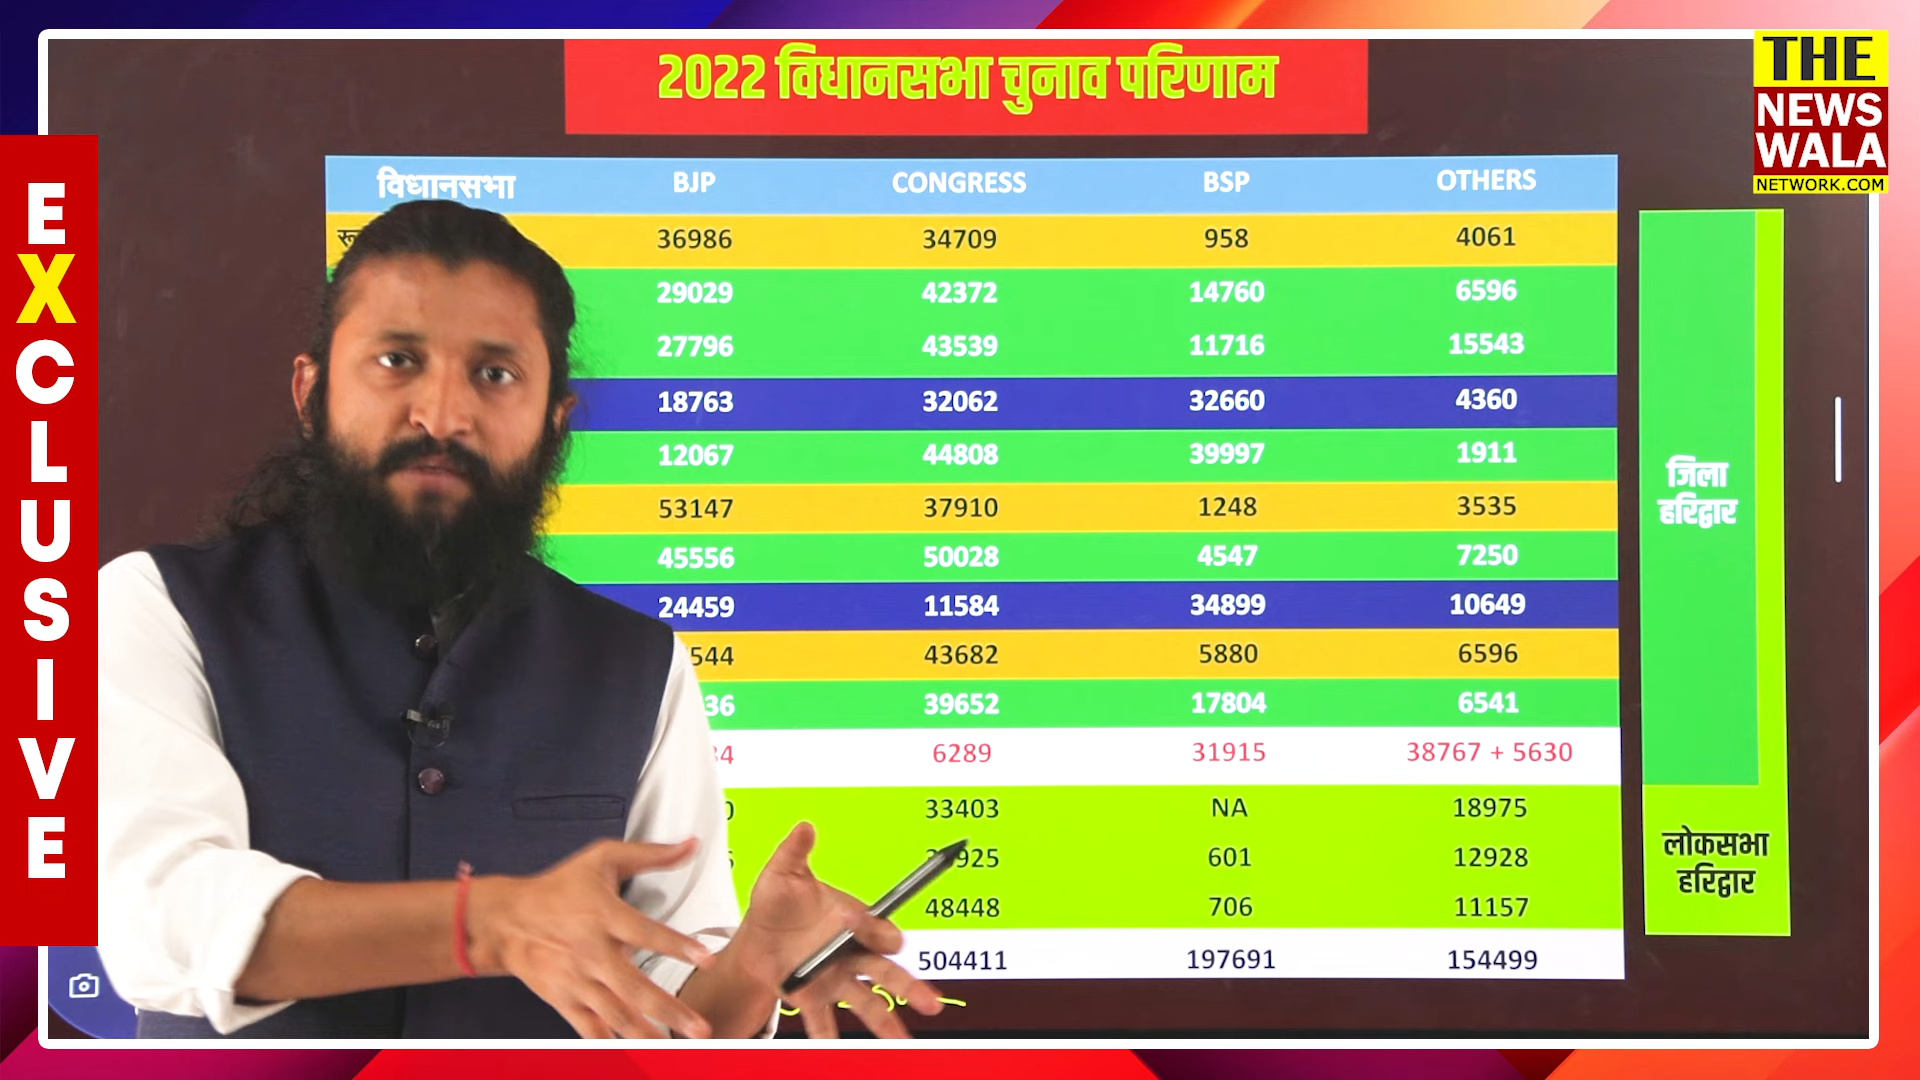 2022 विधानसभा चुनाव परिणाम
THE
NEWS
WALA
NETWORK.COM
EXCLUSIVE
विधानसभा BJP CONGRESS BSP OTHERS
36986 34709 958 4061
29029 42372 14760 6596
27796 43539 11716 15543
18763 32062 32660 4360
12067 44808 39997 1911
53147 37910 1248 3535
45556 50028 4547 7250
24459 11584 34899 10649
43682 5880 6596
39652 17804 6541
6289 31915 38767 + 5630
33403 NA 18975
601 12928
48448 706 11157
504411 197691 154499
जिला
हरिद्वार
लोकसभा
हरिद्वार